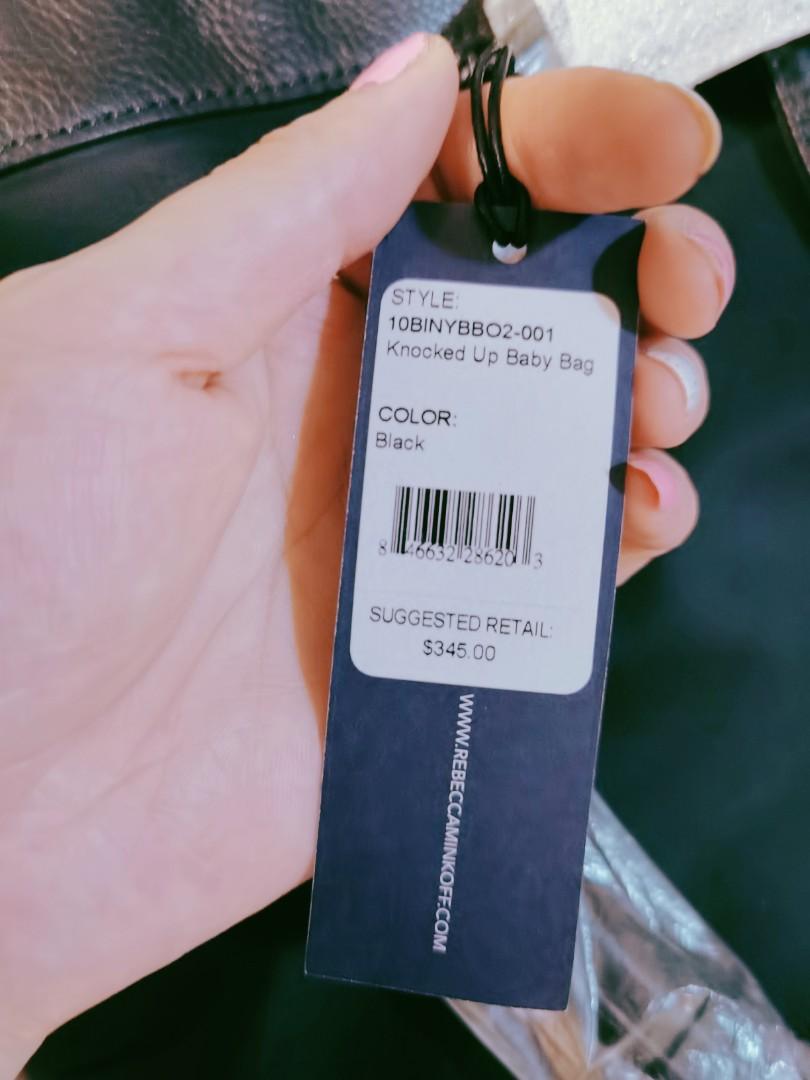 STYLE:
10BINYBBO2-001
Knocked Up Baby Bag
COLOR:
Black
8 46632 28620 3
SUGGESTED RETAIL:
$345.00
WWW.REBECCAMINKOFF.COM